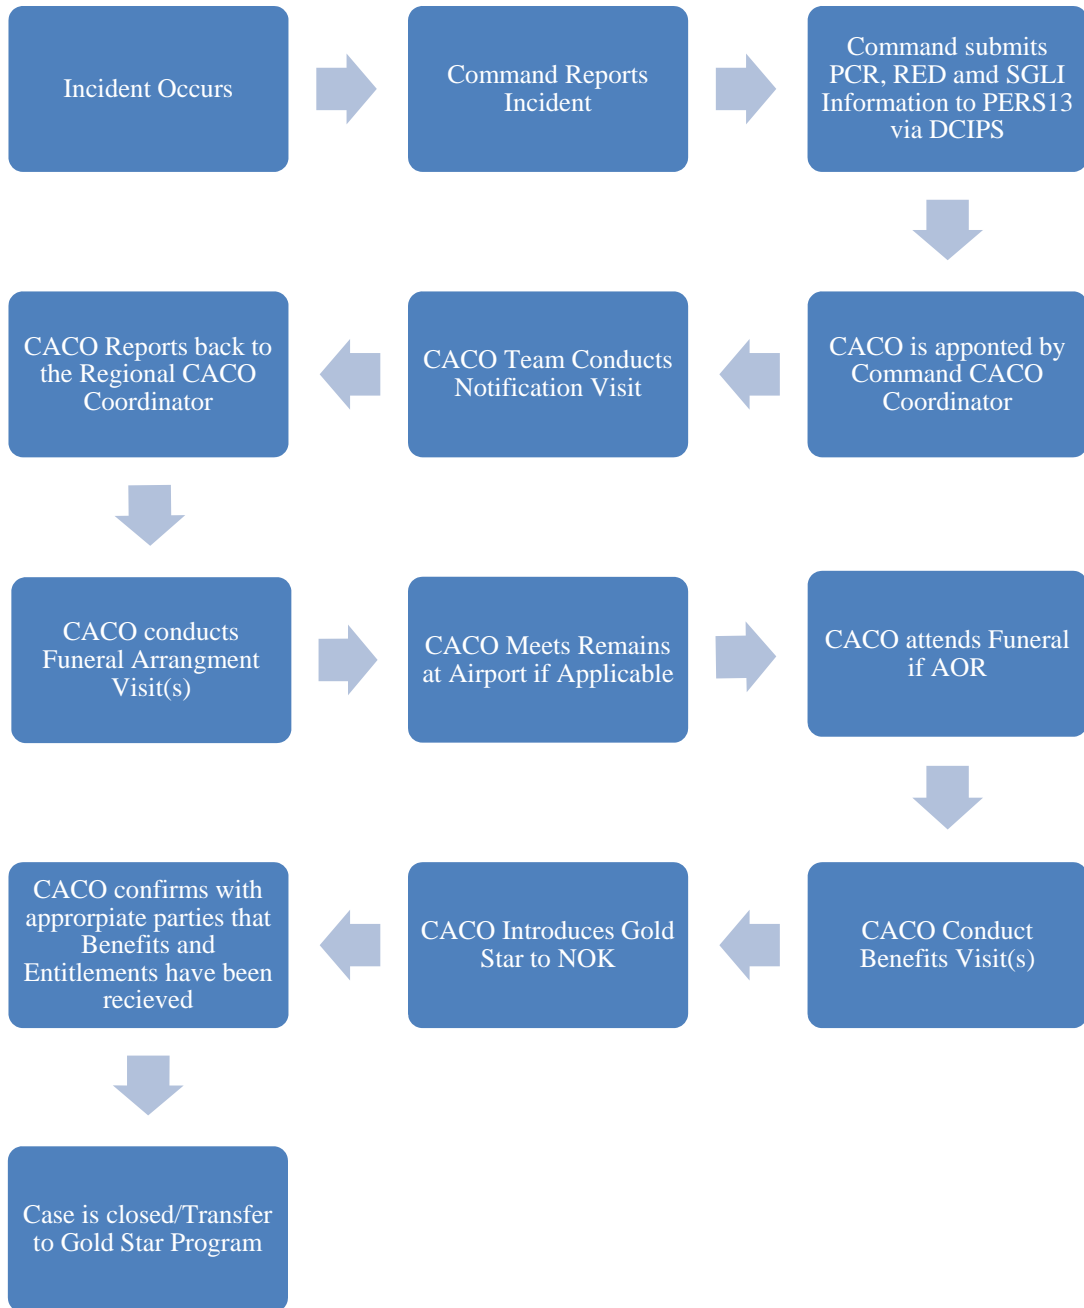 Incident Occurs
Command Reports
Incident
Command submits
PCR, RED amd SGLI
Information to PERS13
via DCIPS
CACO is apponted by
Command CACO
Coordinator
CACO Team Conducts
Notification Visit
CACO Reports back to
the Regional CACO
Coordinator
CACO conducts
Funeral Arrangment
Visit(s)
CACO Meets Remains
at Airport if Applicable
CACO attends Funeral
if AOR
CACO Conduct
Benefits Visit(s)
CACO Introduces Gold
Star to NOK
CACO confirms with
approrpiate parties that
Benefits and
Entitlements have been
recieved
Case is closed/Transfer
to Gold Star Program